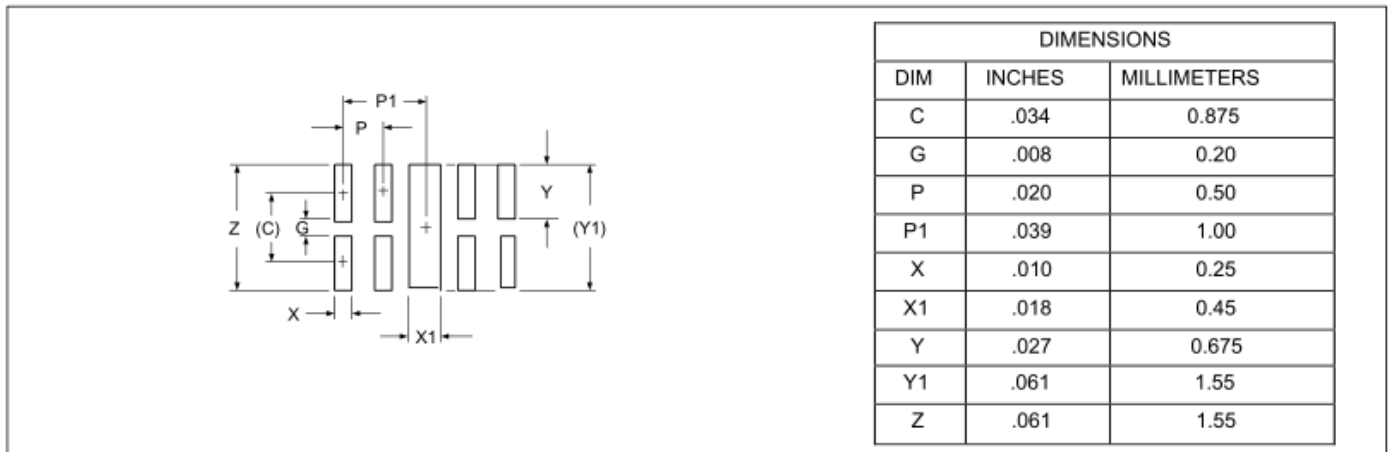 P1
P
Z (C) G Y (Y1)
X
X1
DIMENSIONS
DIM INCHES MILLIMETERS
C .034 0.875
G .008 0.20
P .020 0.50
P1 .039 1.00
X .010 0.25
X1 .018 0.45
Y .027 0.675
Y1 .061 1.55
Z .061 1.55